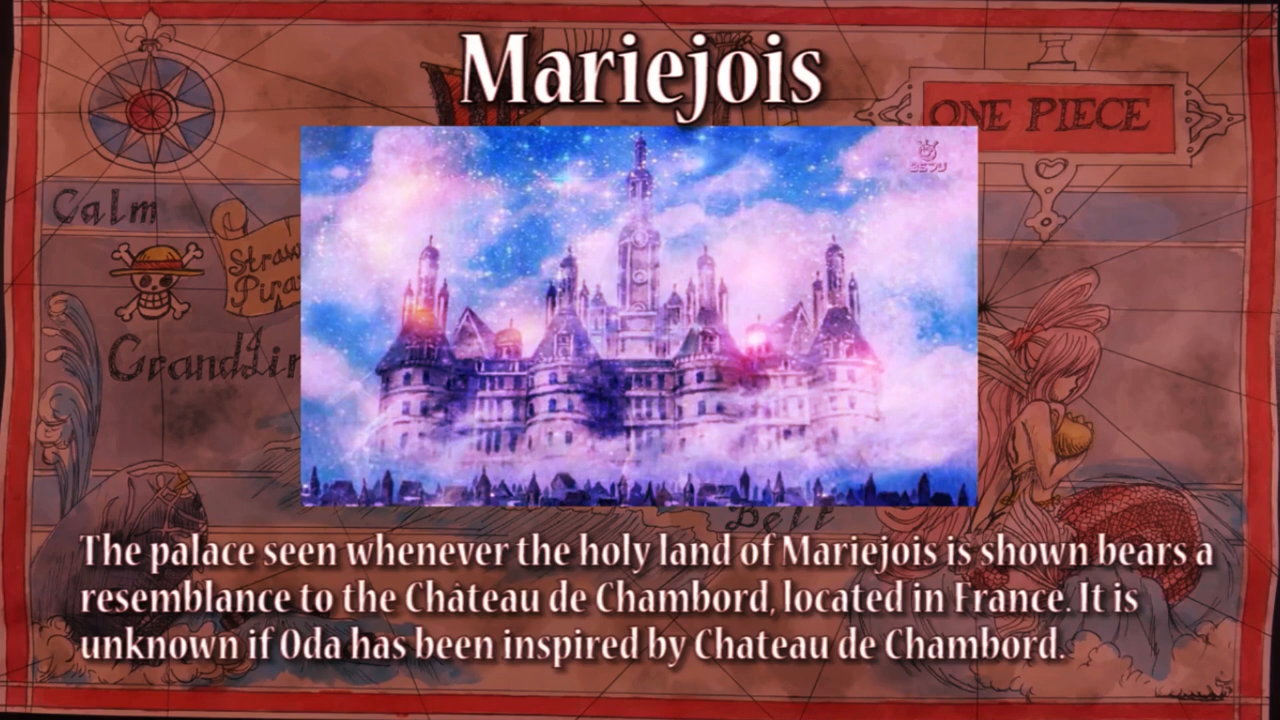 Mariejois
ONE PIECE
Calm
Straw
Pira
GrandLin
The palace seen whenever the holy land of Mariejois is shown bears a
resemblance to the Château de Chambord, located in France. It is
unknown if Oda has been inspired by Chateau de Chambord.